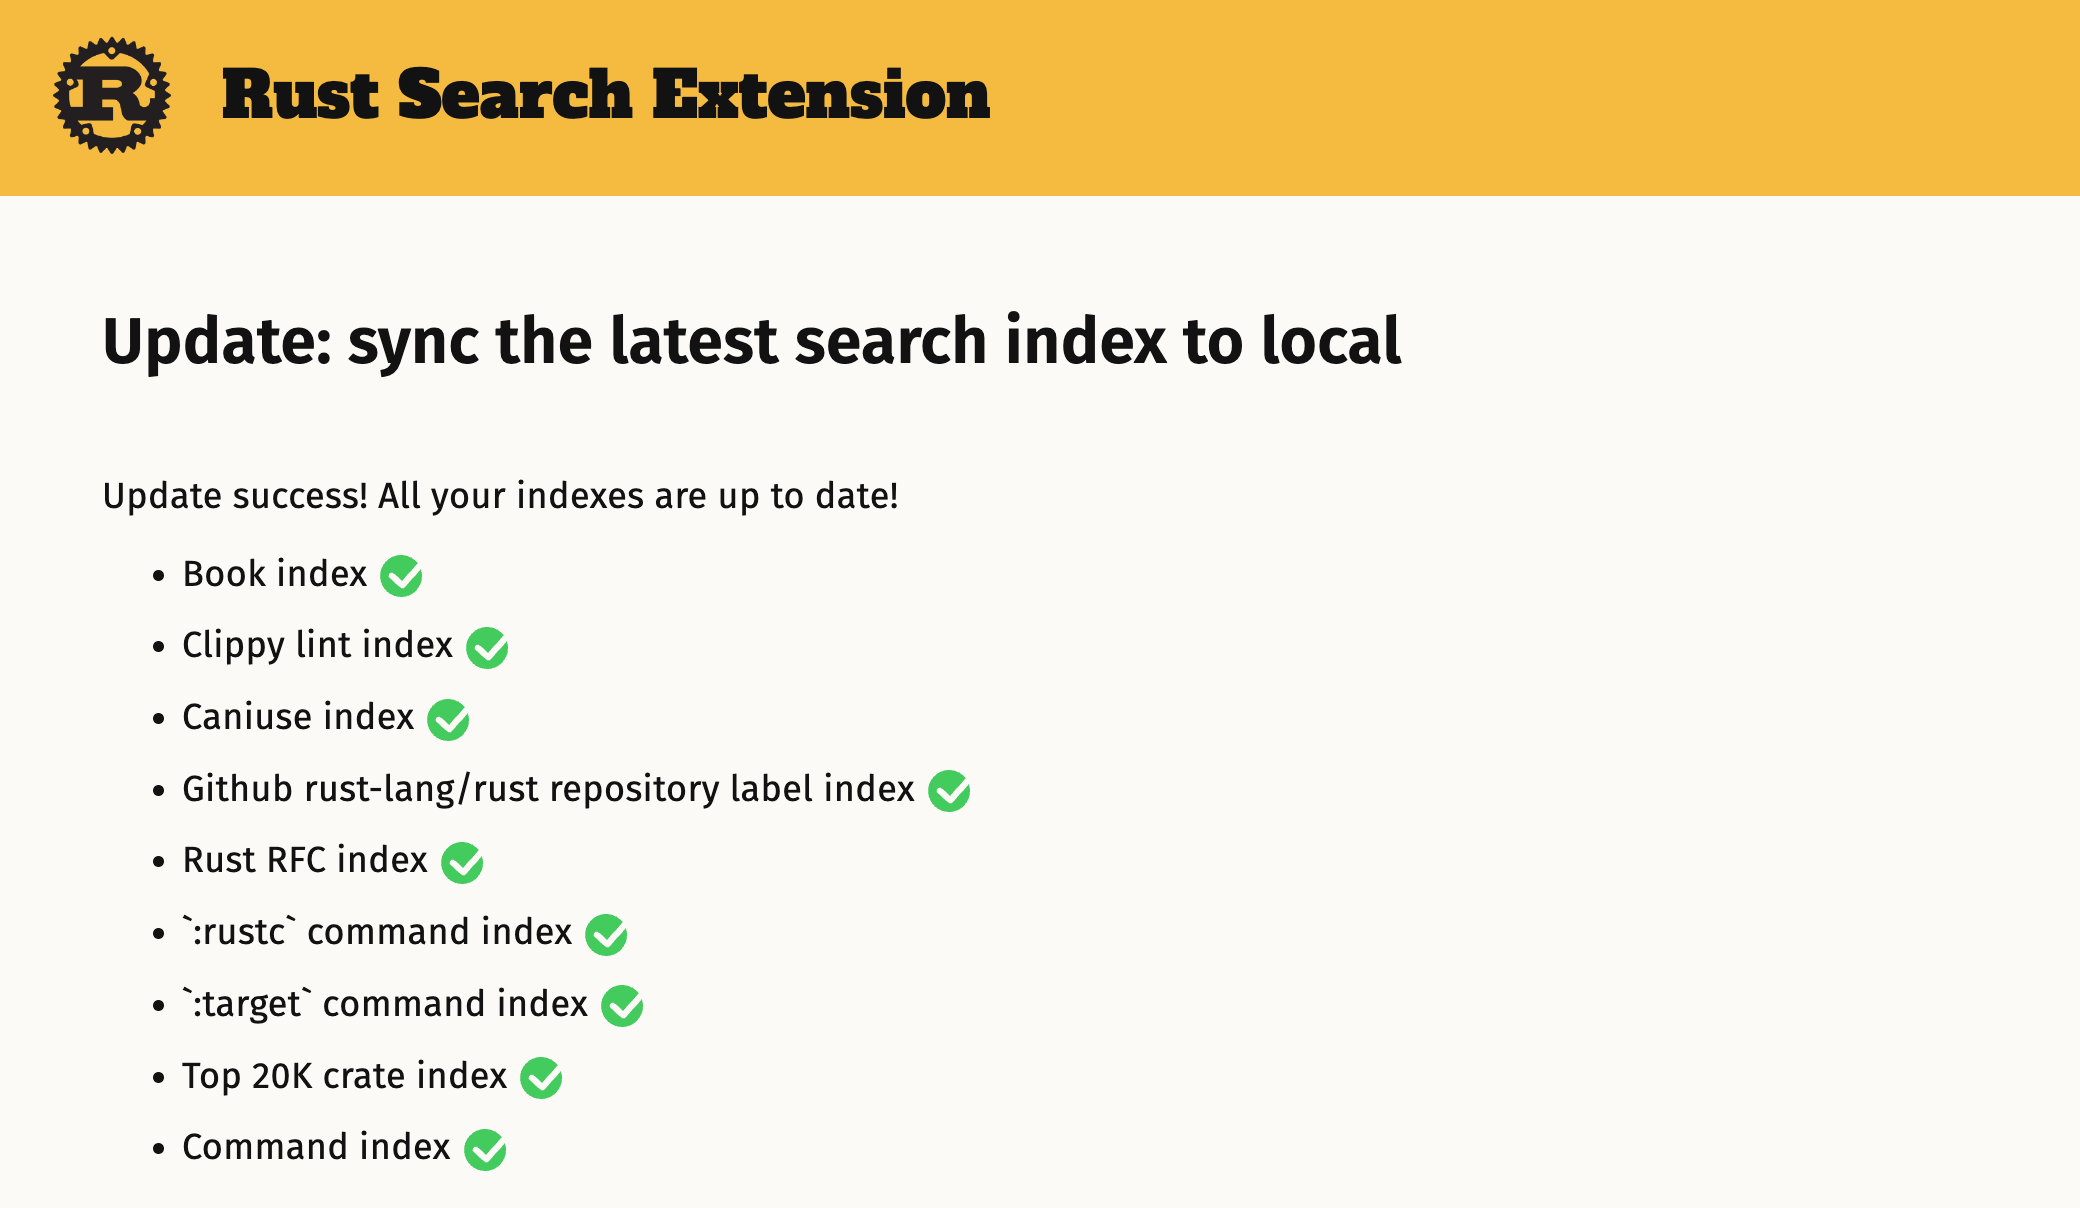 R
Rust Search Extension
Update: sync the latest search index to local
Update success! All your indexes are up to date!
• Book index
• Clippy lint index
• Caniuse index
• Github rust-lang/rust repository label index
• Rust RFC index
• `:rustc` command index
• `:target` command index
• Top 20K crate index
• Command index